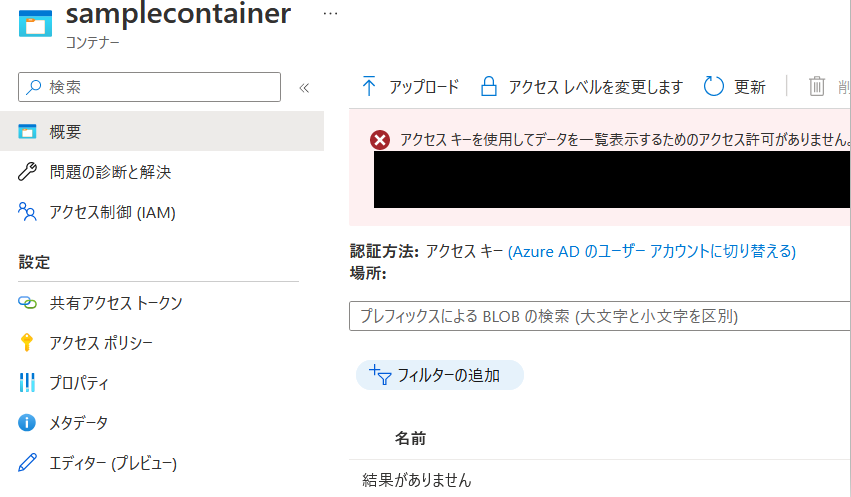 samplecontainer ...
コンテナー
検索
«
アップロード アクセス レベルを変更します 更新 削
概要
アクセス キーを使用してデータを一覧表示するためのアクセス許可がありません。
問題の診断と解決
アクセス制御 (IAM)
設定
共有アクセス トークン
アクセス ポリシー
プロパティ
メタデータ
エディター (プレビュー)
認証方法: アクセス キー (Azure AD のユーザー アカウントに切り替える)
場所:
プレフィックスによる BLOB の検索 (大文字と小文字を区別)
フィルターの追加
名前
結果がありません